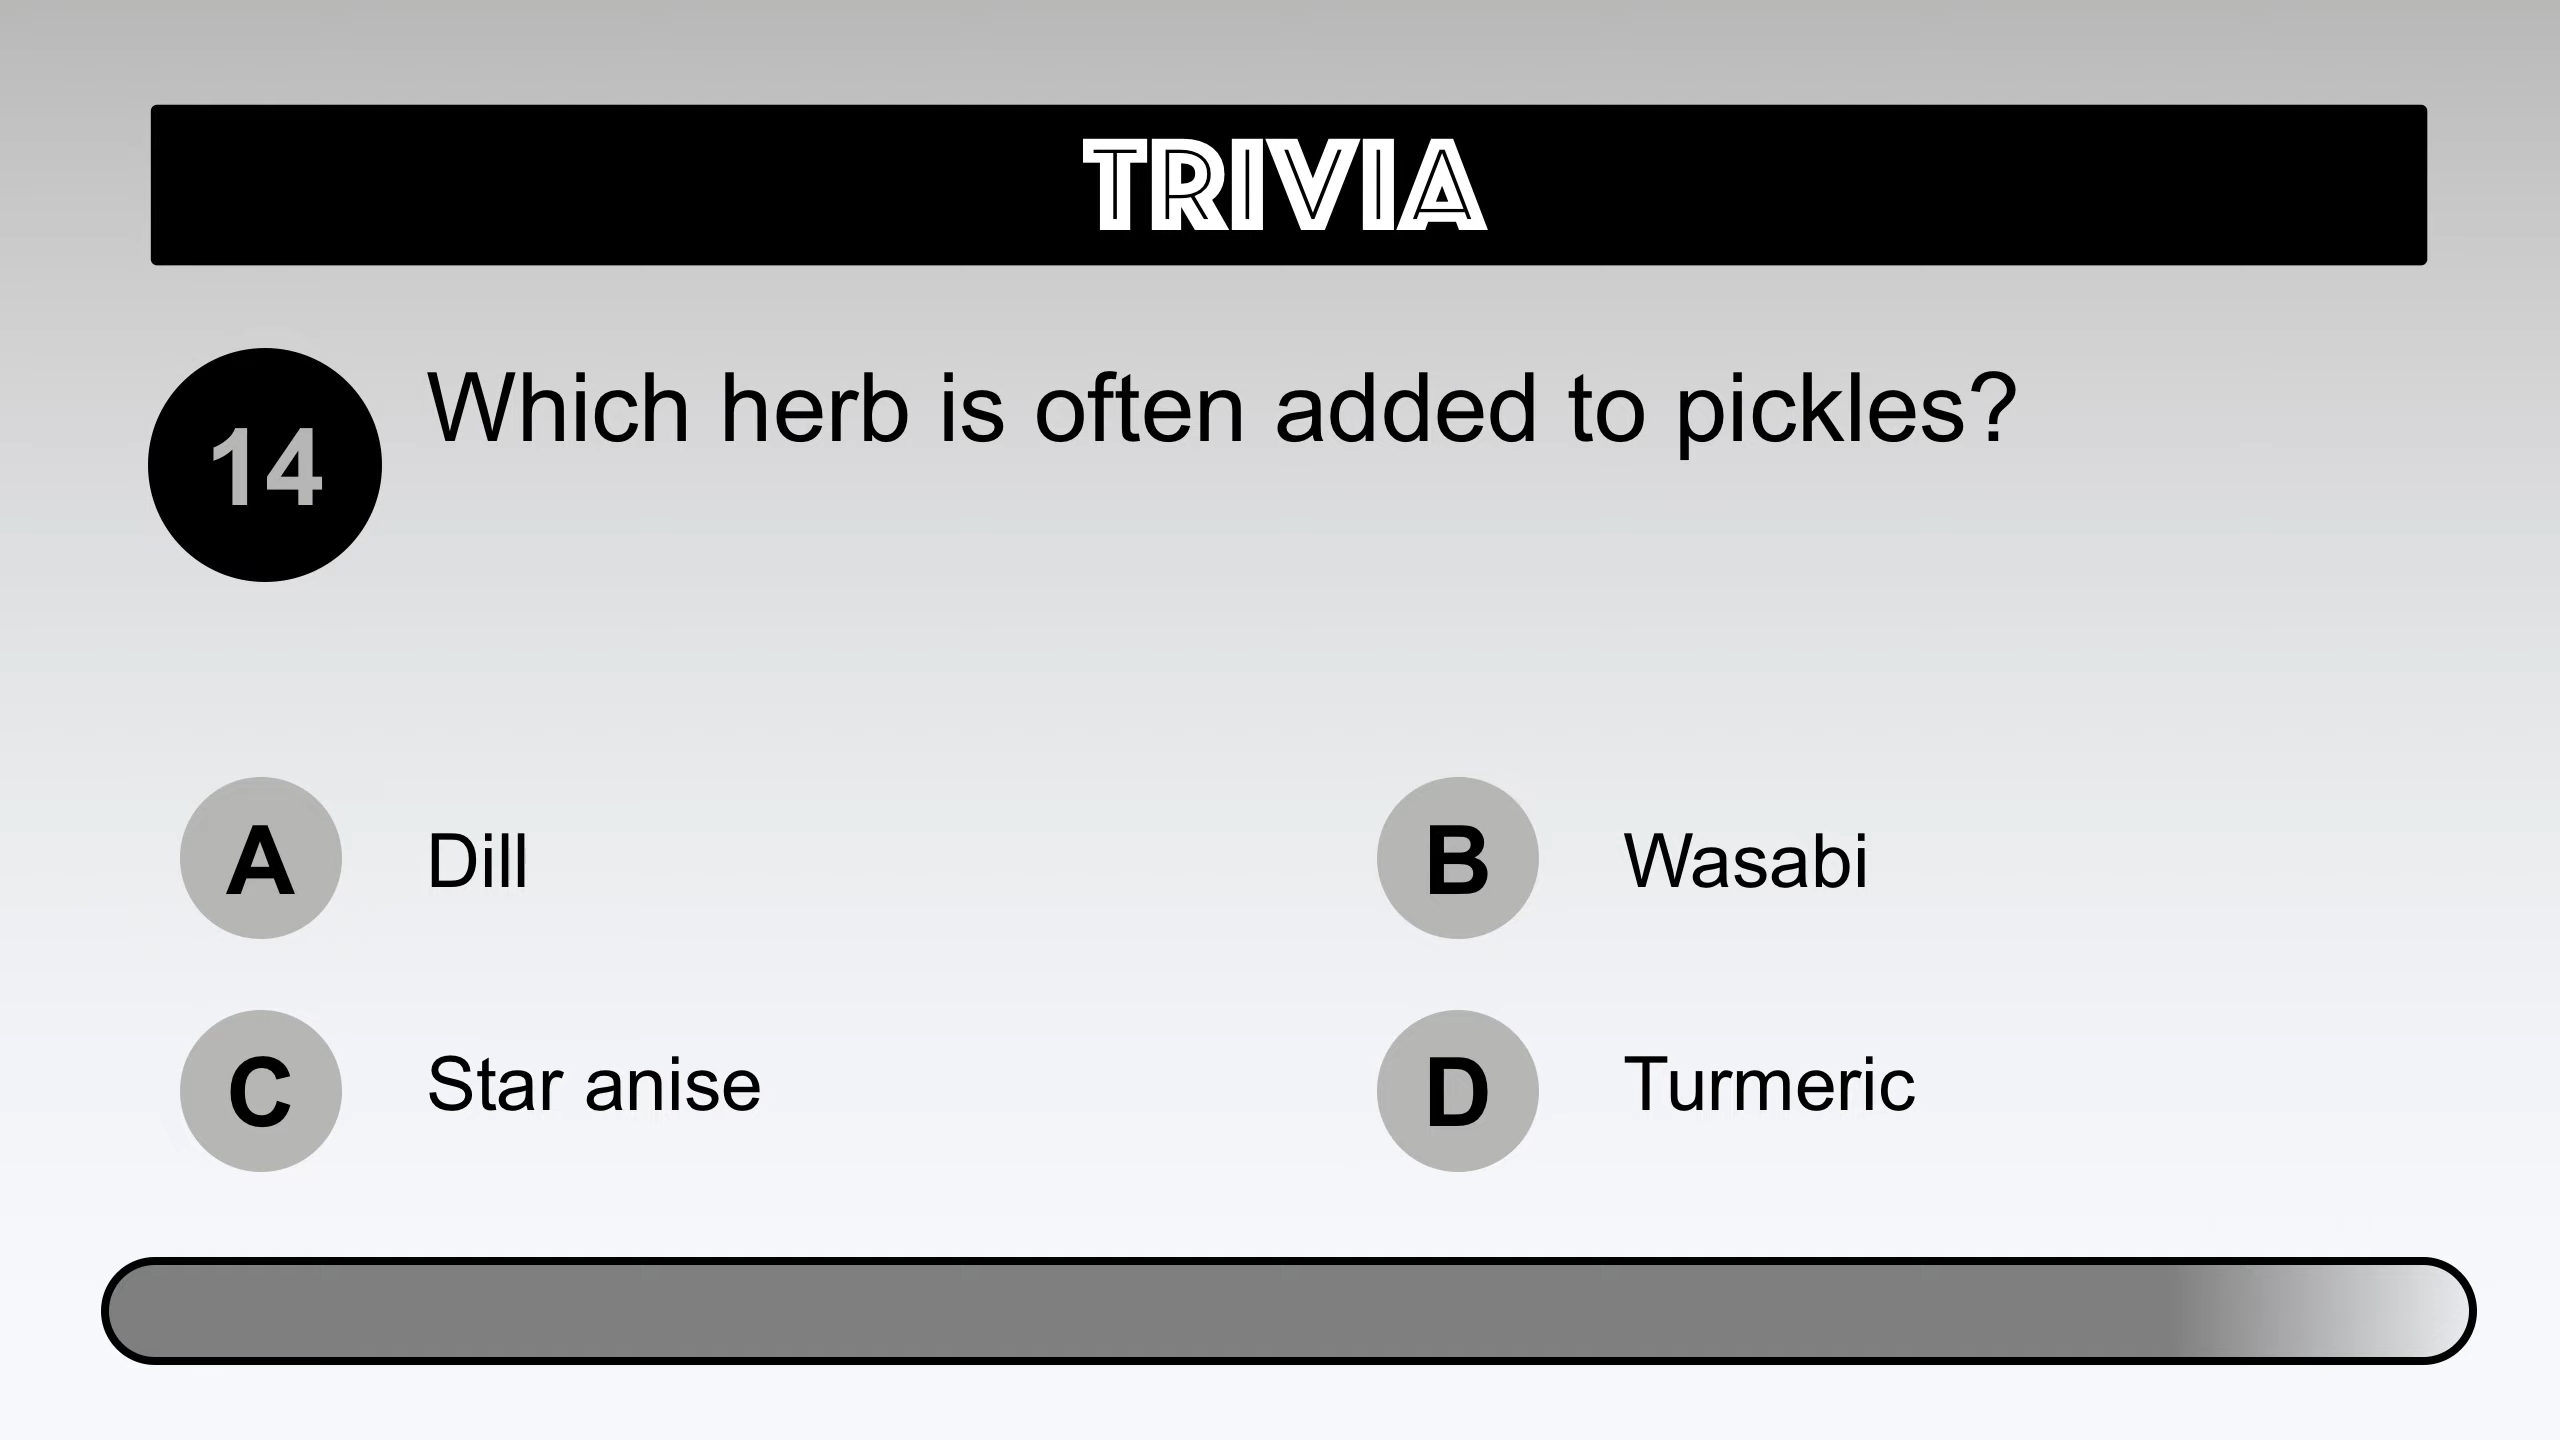 TRIVIA
14
Which herb is often added to pickles?
A
Dill
B
Wasabi
C
Star anise
D
Turmeric